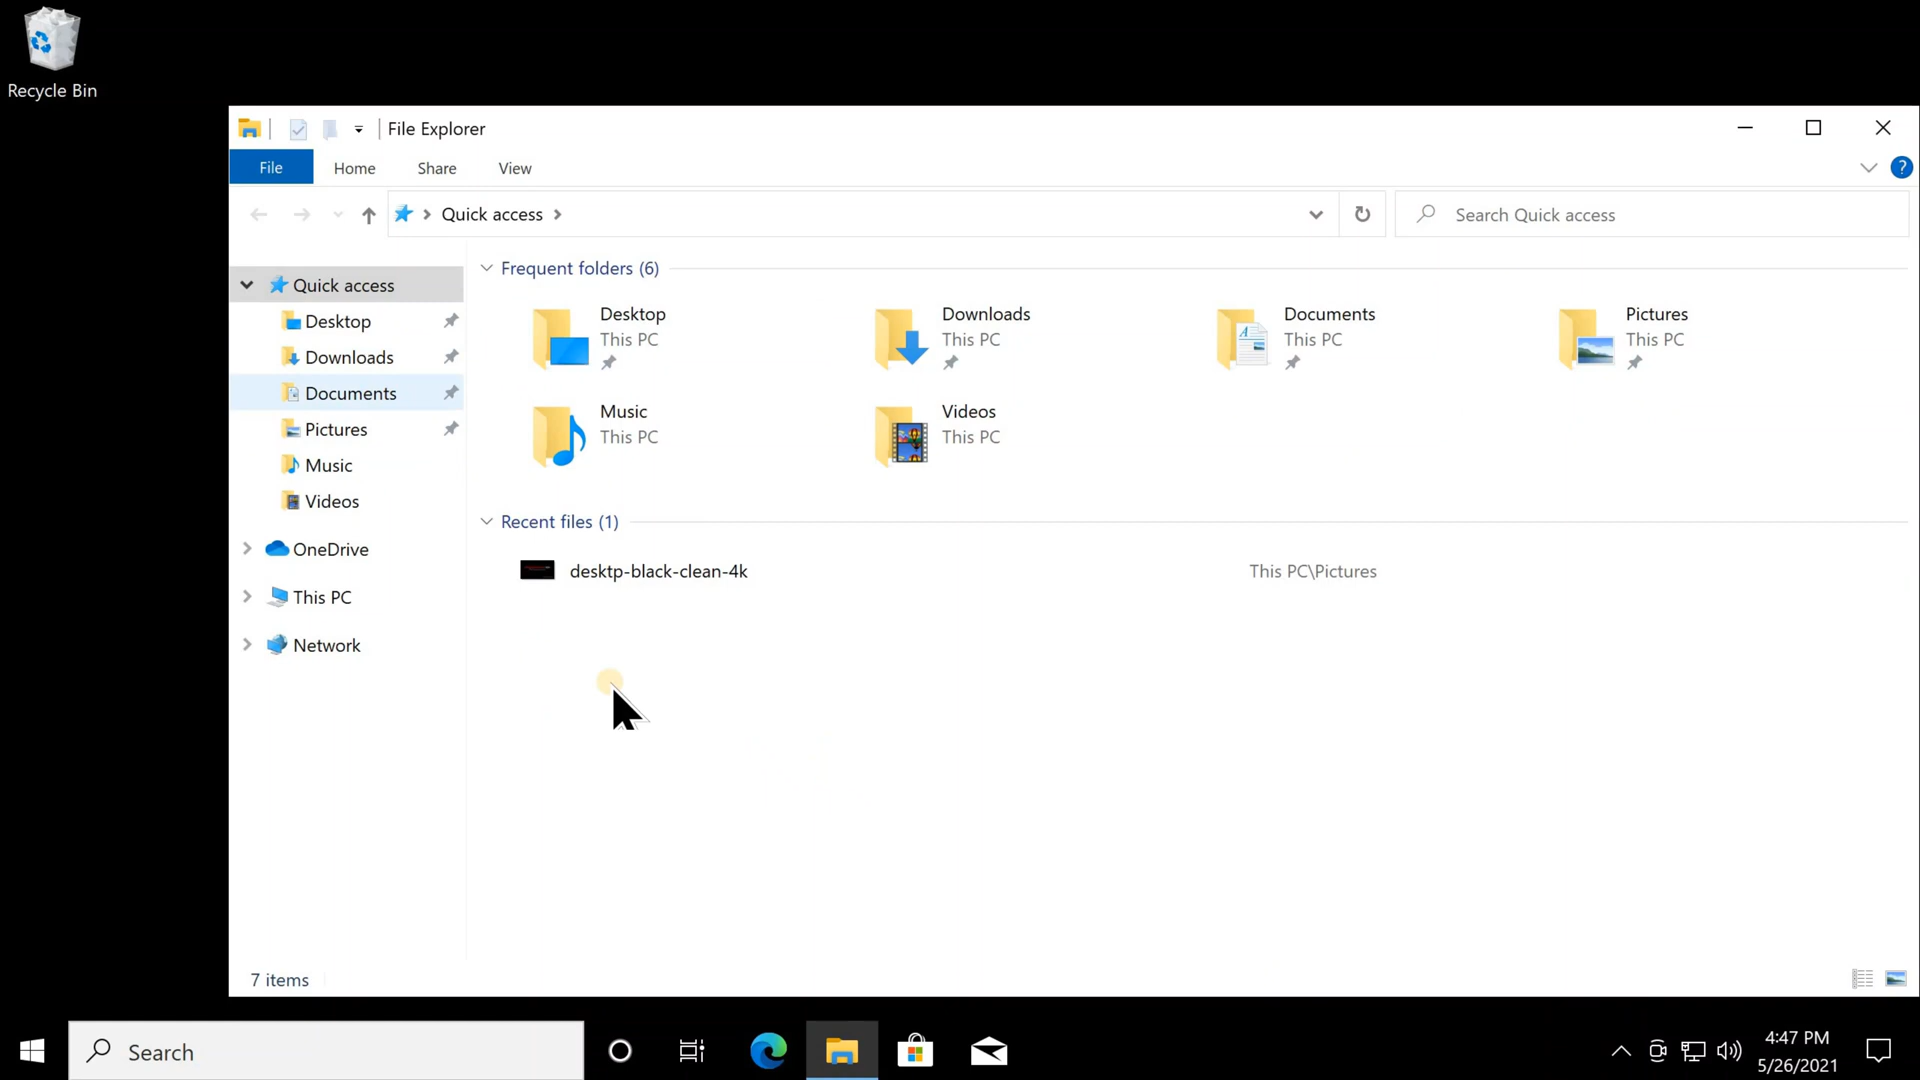 Recycle Bin
File Explorer
File Home Share View
?
Quick access
Search Quick access
Quick access
Desktop
Downloads
Documents
Pictures
Music
Videos
OneDrive
This PC
Network
Frequent folders (6)
Desktop
This PC
Downloads
This PC
Documents
This PC
Pictures
This PC
Music
This PC
Videos
This PC
Recent files (1)
desktp-black-clean-4k This PC\Pictures
7 items
Search
4:47 PM
5/26/2021